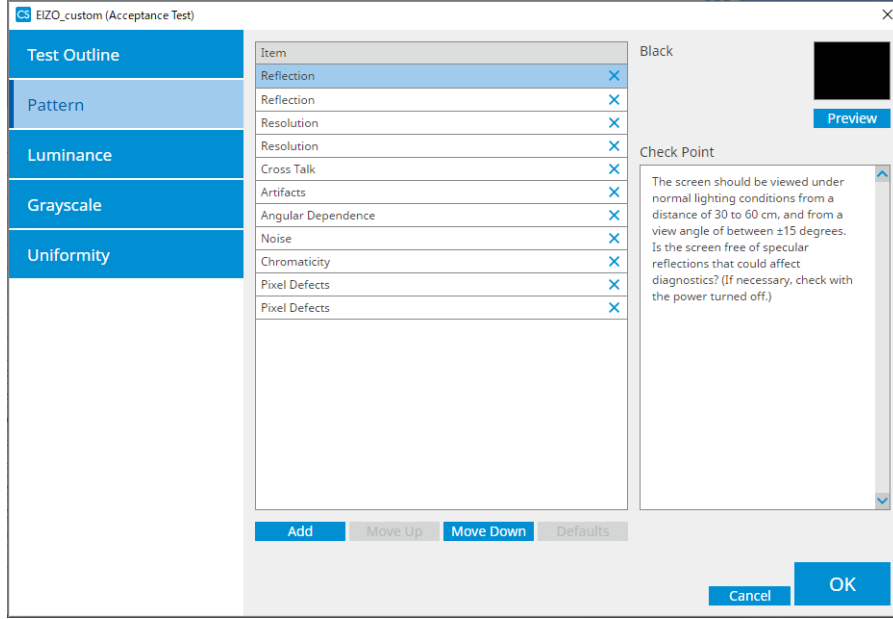 CS EIZO_custom (Acceptance Test)
Test Outline
Pattern
Luminance
Grayscale
Uniformity
Item
Reflection
Reflection
Resolution
Resolution
Cross Talk
Artifacts
Angular Dependence
Noise
Chromaticity
Pixel Defects
Pixel Defects
Add
Move Up
Move Down
Defaults
Black
Preview
Check Point
The screen should be viewed under
normal lighting conditions from a
distance of 30 to 60 cm, and from a
view angle of between ±15 degrees.
Is the screen free of specular
reflections that could affect
diagnostics? (If necessary, check with
the power turned off.)
Cancel
OK